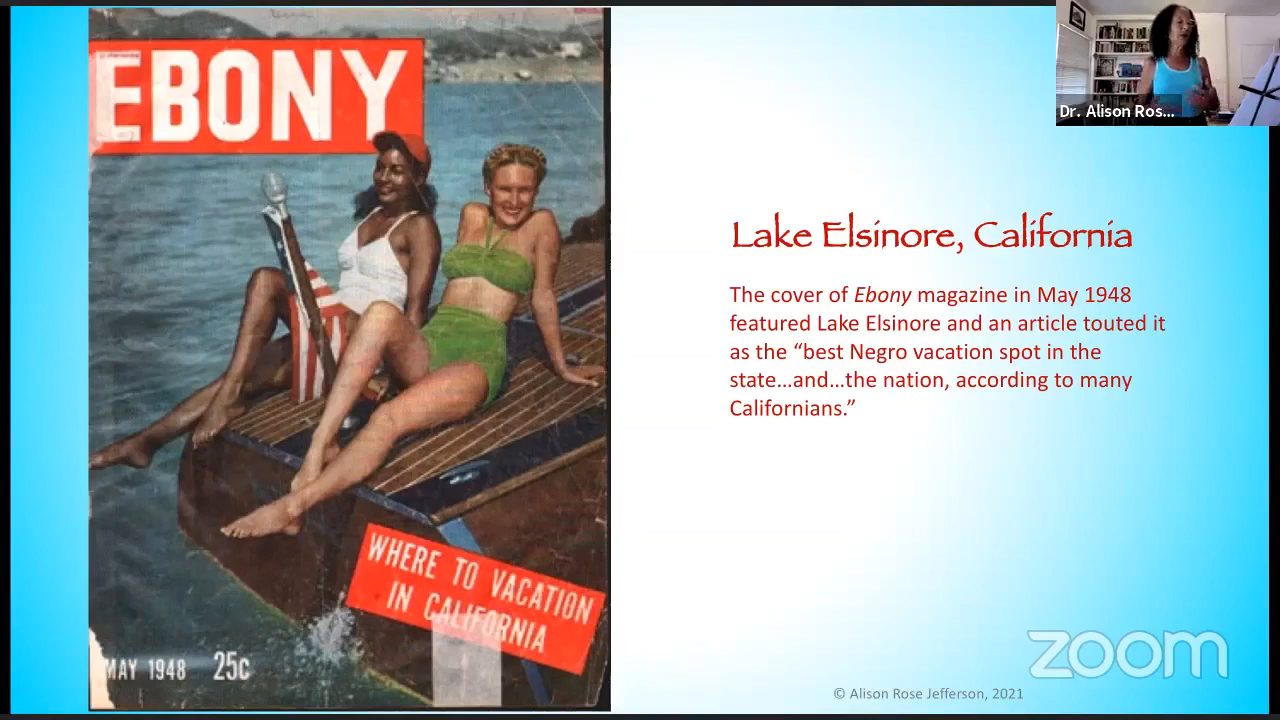 EBONY
WHERE TO VACATION
IN CALIFORNIA
MAY 1948 25c
Dr. Alison Ros...
Lake Elsinore, California
The cover of Ebony magazine in May 1948
featured Lake Elsinore and an article touted it
as the “best Negro vacation spot in the
state…and…the nation, according to many
Californians.”
zoom
© Alison Rose Jefferson, 2021